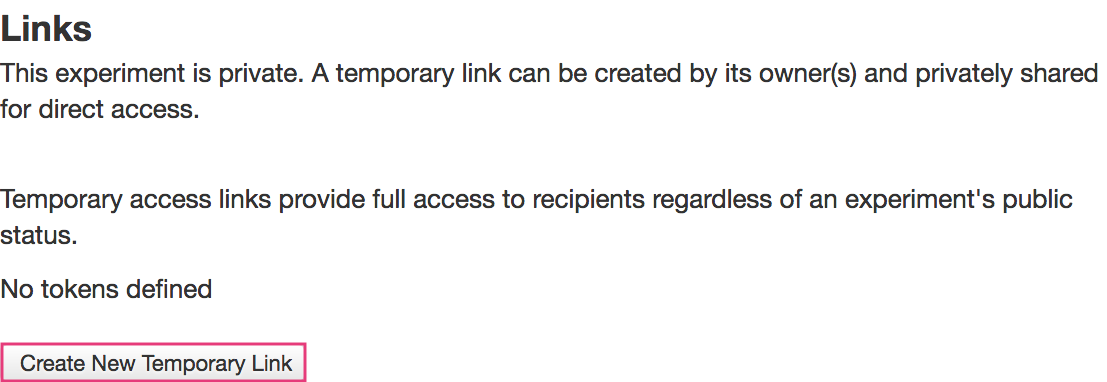 Links
This experiment is private. A temporary link can be created by its owner(s) and privately shared
for direct access.
Temporary access links provide full access to recipients regardless of an experiment's public
status.
No tokens defined
Create New Temporary Link